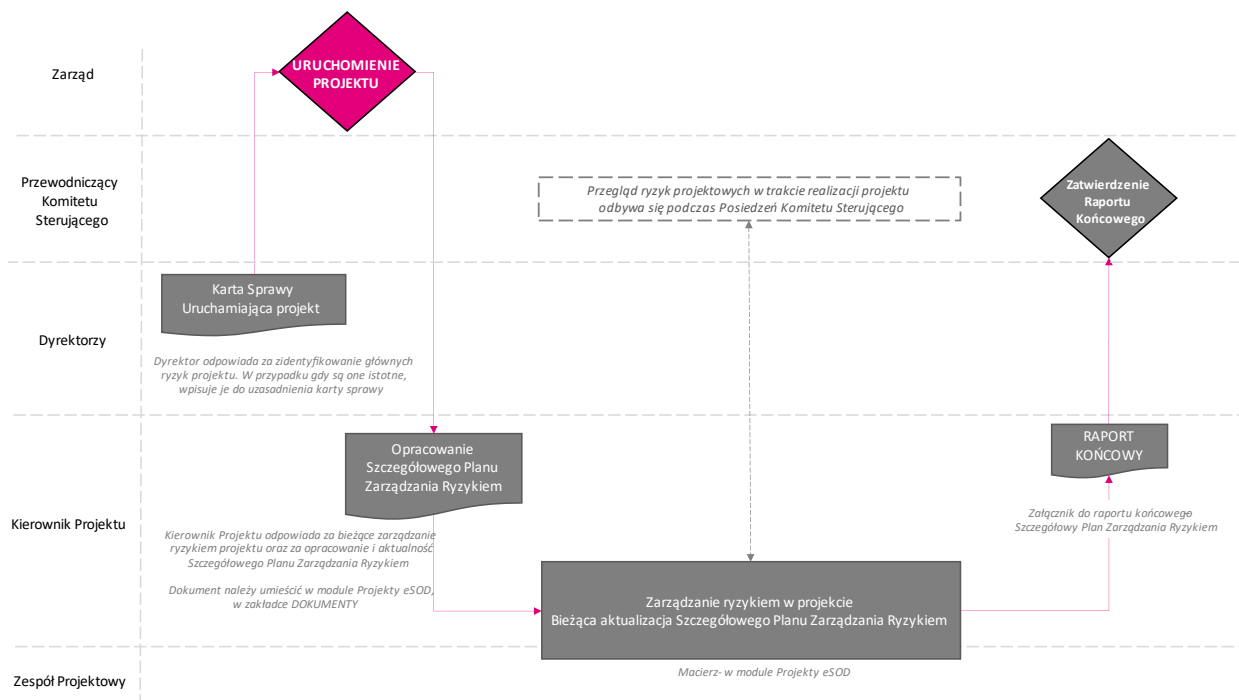 Zarząd
URUCHOMIENIE
PROJEKTU
Przewodniczący
Komitetu
Sterującego
Przegląd ryzyk projektowych w trakcie realizacji projektu
odbywa się podczas Posiedzeń Komitetu Sterującego
Zatwierdzenie
Raportu
Końcowego
Dyrektorzy
Karta Sprawy
Uruchamiająca projekt
Dyrektor odpowiada za zidentyfikowanie głównych
ryzyk projektu. W przypadku gdy są one istotne,
wpisuje je do uzasadnienia karty sprawy
Kierownik Projektu
Opracowanie
Szczegółowego Planu
Zarządzania Ryzykiem
Kierownik Projektu odpowiada za bieżące zarządzanie
ryzykiem projektu oraz za opracowanie i aktualność
Szczegółowego Planu Zarządzania Ryzykiem
Dokument należy umieścić w module Projekty eSOD,
w zakładce DOKUMENTY
Zarządzanie ryzykiem w projekcie
Bieżąca aktualizacja Szczegółowego Planu Zarządzania Ryzykiem
RAPORT
KOŃCOWY
Załącznik do raportu końcowego-
Szczegółowy Plan Zarządzania Ryzykiem
Zespół Projektowy
Macierz- w module Projekty eSOD